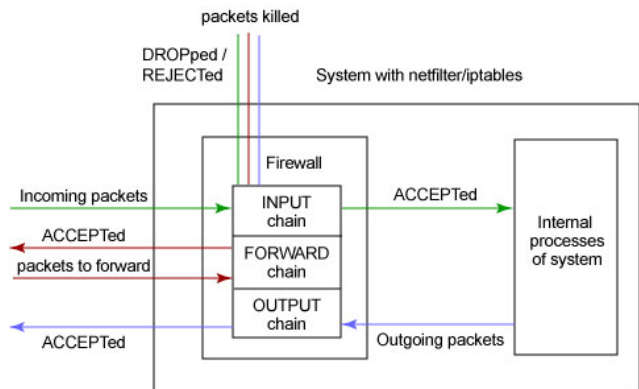 packets killed
DROPped /
REJECTed
System with netfilter/iptables
Firewall
Incoming packets
INPUT
chain
ACCEPTed
ACCEPTed
FORWARD
chain
packets to forward
OUTPUT
chain
ACCEPTed
Outgoing packets
Internal
processes
of system